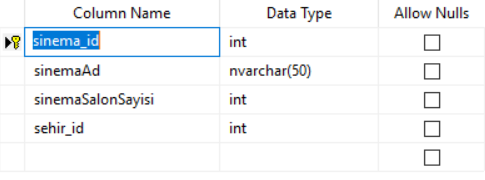 Column Name Data Type Allow Nulls
sinema_id int
sinemaAd nvarchar(50)
sinemaSalonSayisi int
sehir_id int